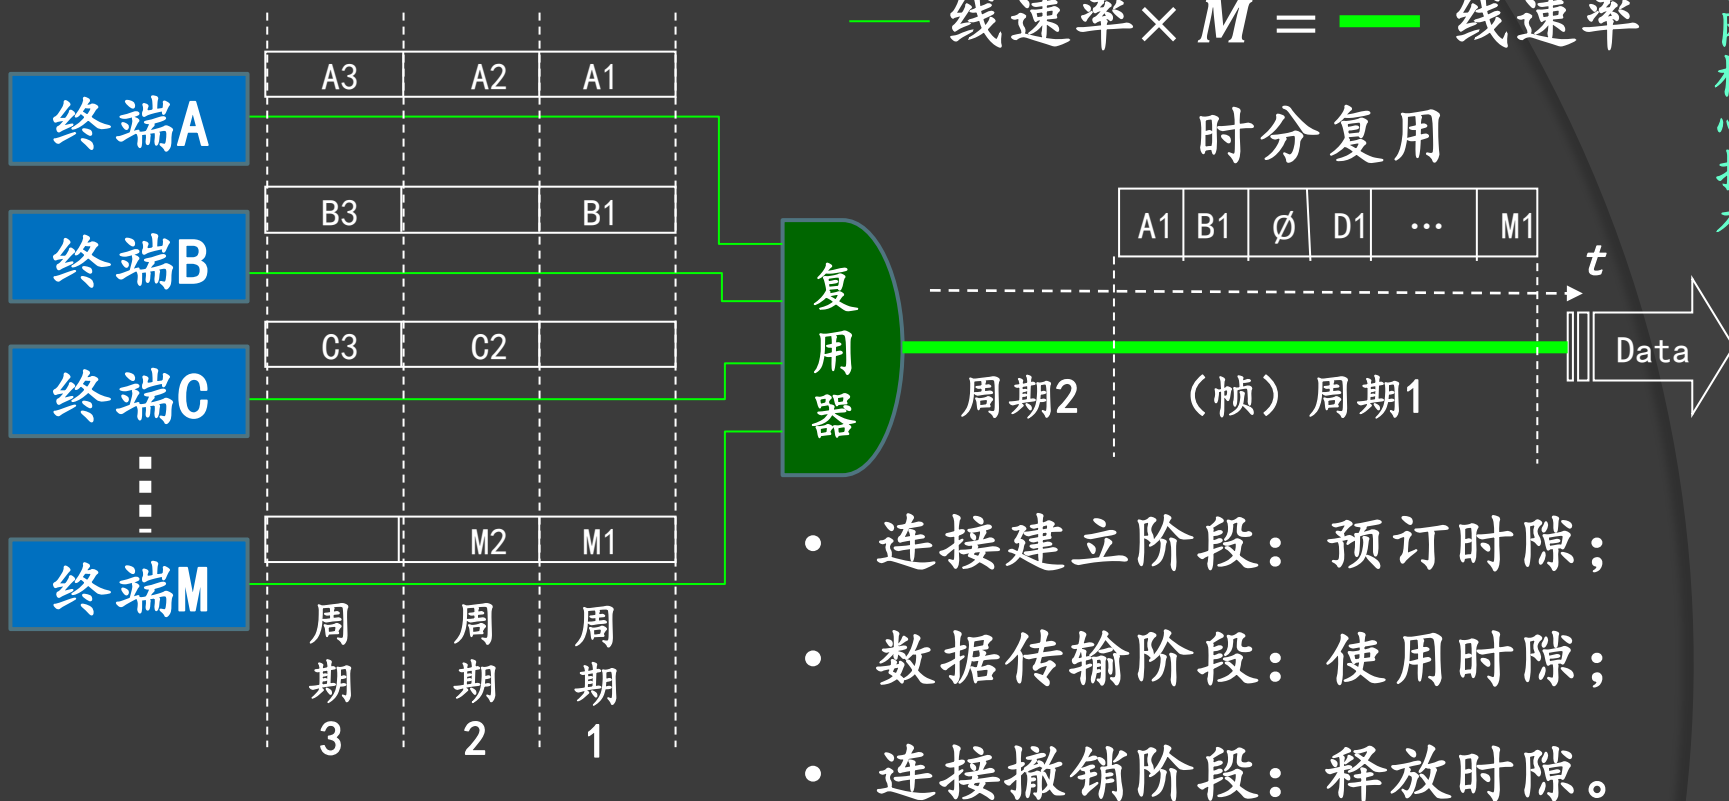 线速率× M = 线速率
终端A
A3 A2 A1
终端B
B3 B1
终端C
C3 C2
终端M
M2 M1
周期3
周期2
周期1
复用器
时分复用
A1 B1 Ø D1 … M1
t
Data
周期2
（帧）周期1
• 连接建立阶段：预订时隙；
• 数据传输阶段：使用时隙；
• 连接撤销阶段：释放时隙。